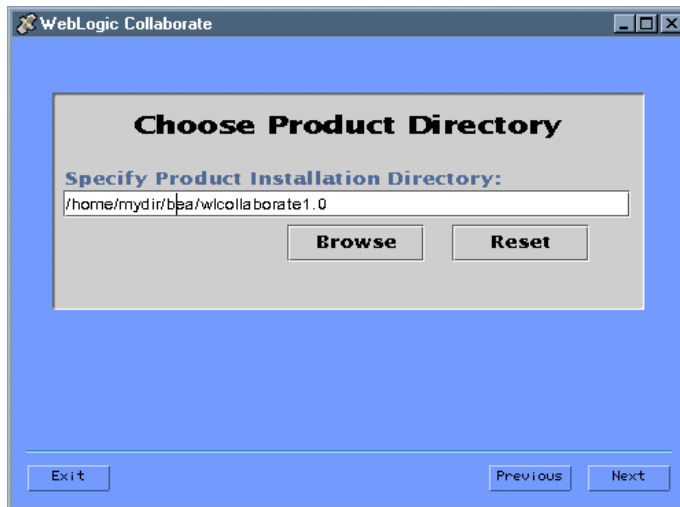 WebLogic Collaborate
Choose Product Directory
Specify Product Installation Directory:
/home/mydir/bea/wlcollaborate1.0
Browse Reset
Exit Previous Next